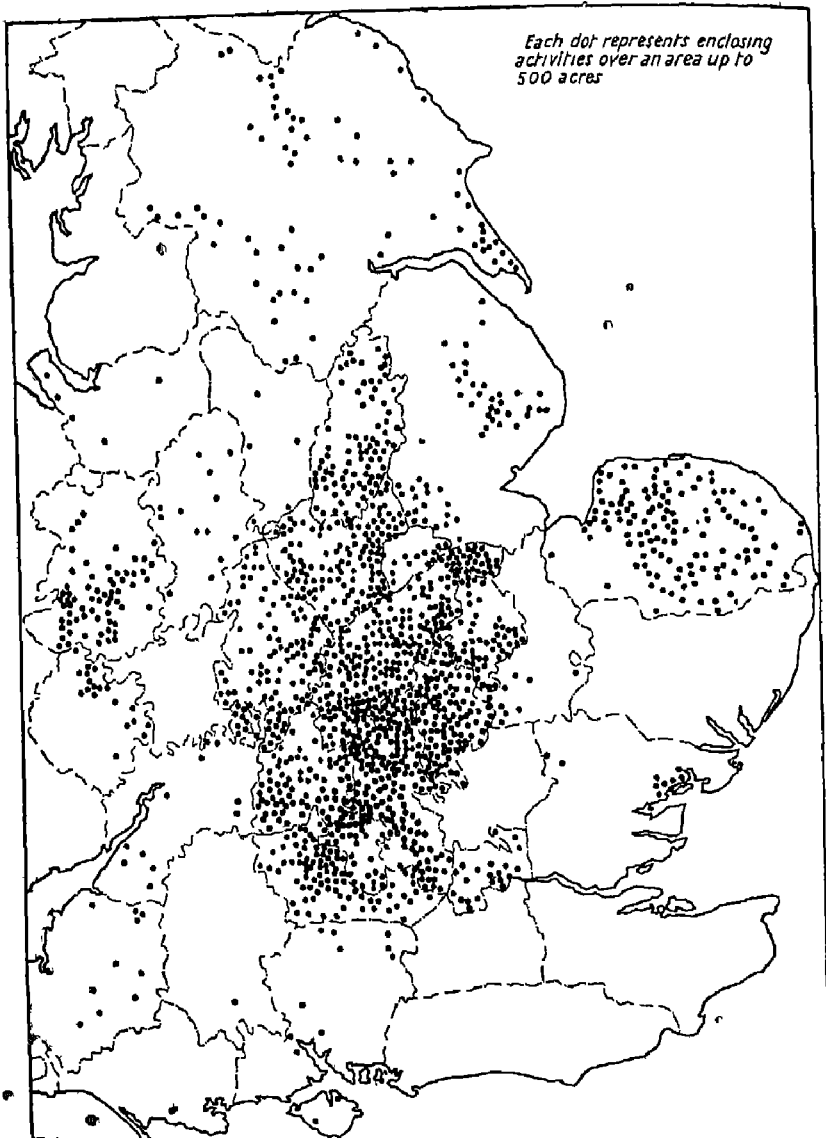 Each dot represents enclosing
activities over an area up to
500 acres